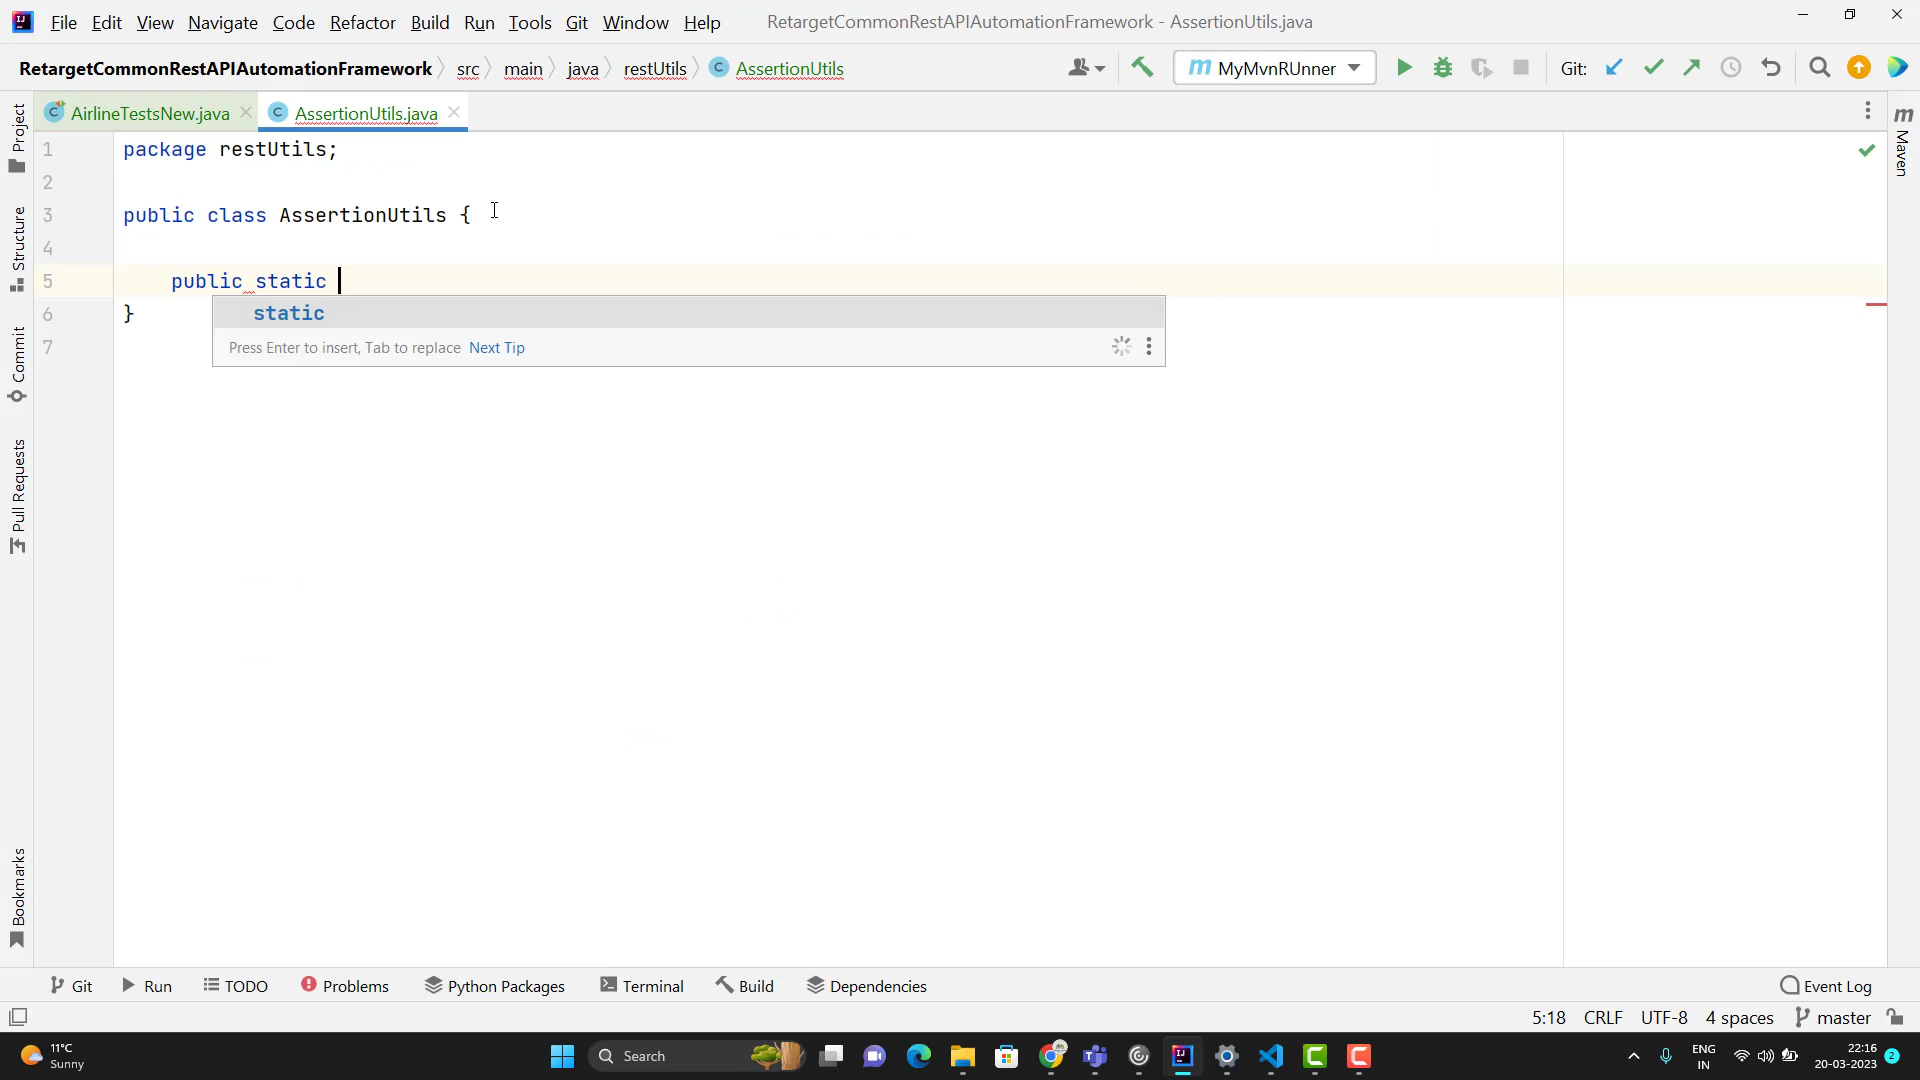 File Edit View Navigate Code Refactor Build Run Tools Git Window Help RetargetCommonRestAPIAutomationFramework - AssertionUtils.java
RetargetCommonRestAPIAutomationFramework src main java restUtils C AssertionUtils m MyMvnRUnner Git:
C AirlineTestsNew.java C AssertionUtils.java
1 package restUtils;
2
3 public class AssertionUtils {
4
5 public static
static
6 }
Press Enter to insert, Tab to replace Next Tip
7
Project
Structure
Commit
Pull Requests
Bookmarks
m Maven
Git Run TODO Problems Python Packages Terminal Build Dependencies Event Log
5:18 CRLF UTF-8 4 spaces master
11°C
Sunny
Search
ENG
IN
22:16
20-03-2023
2